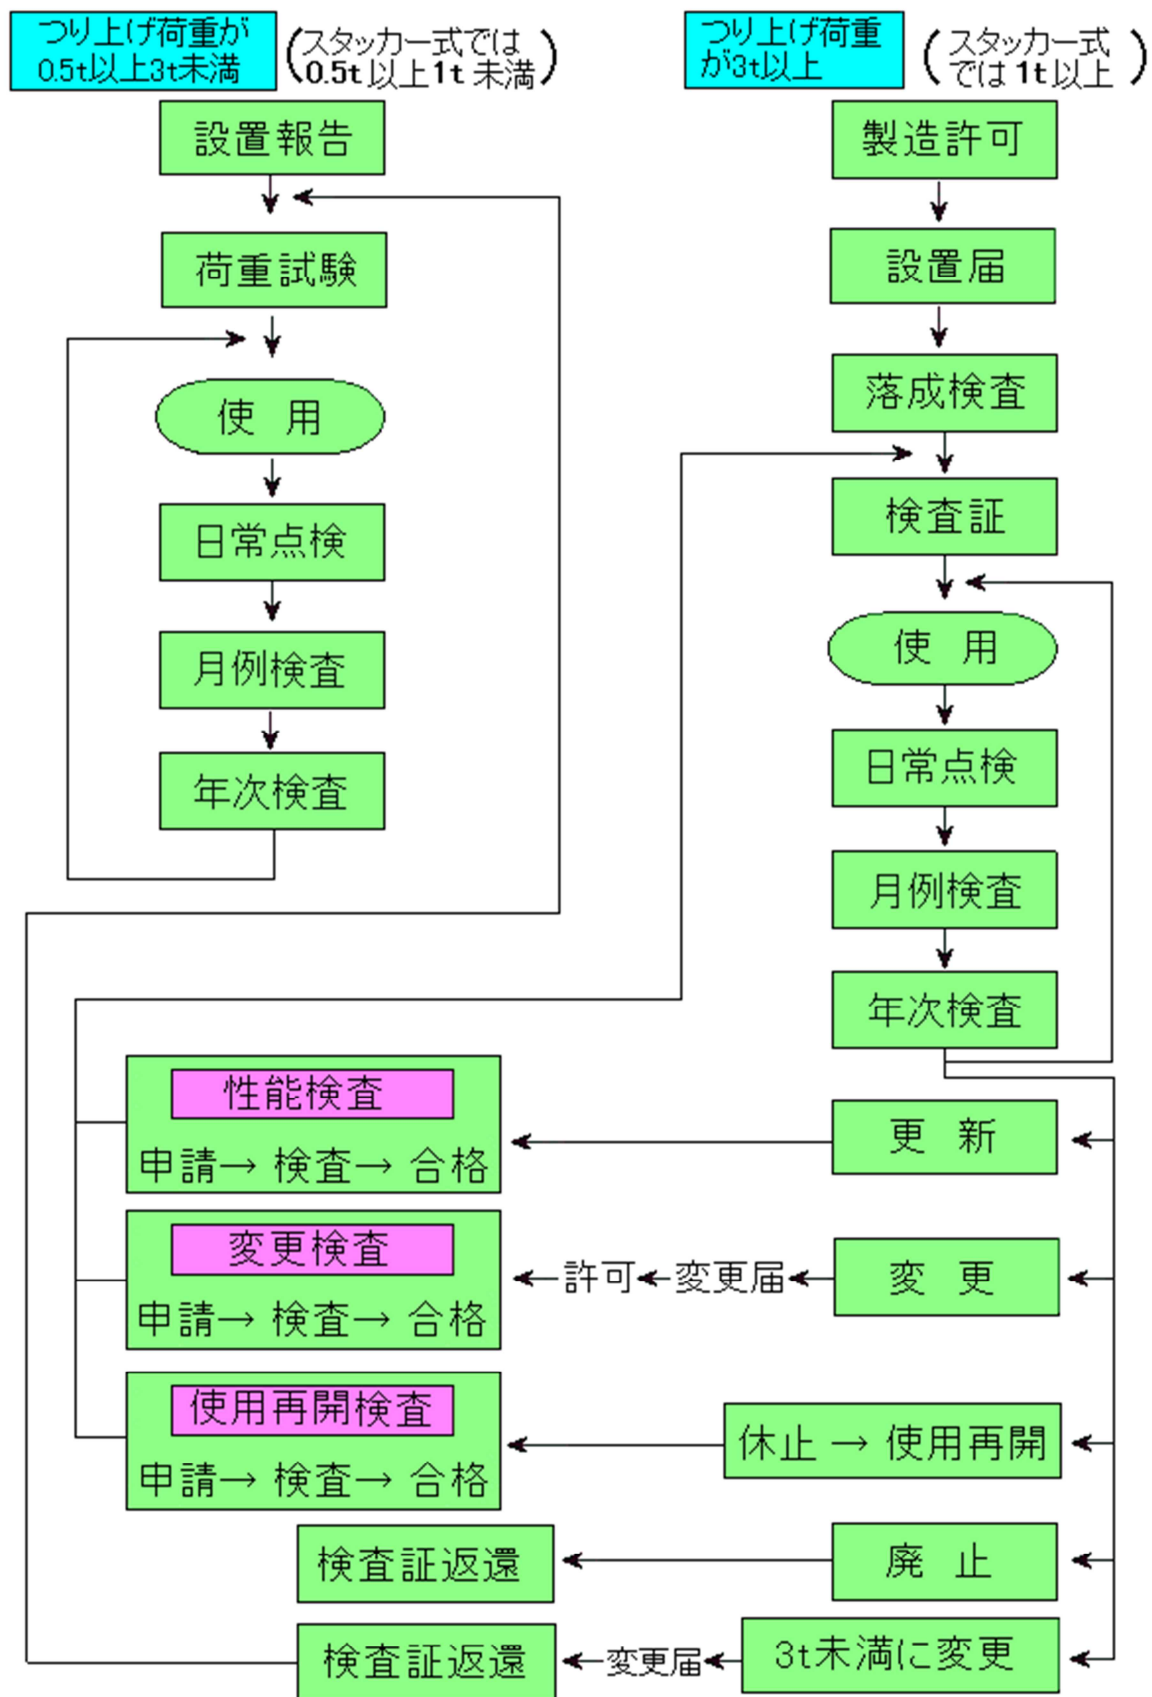 つり上げ荷重が
0.5t以上3t未満
(スタッカー式では
0.5t以上1t 未満)
設置報告
荷重試験
使 用
日常点検
月例検査
年次検査
つり上げ荷重
が3t以上
(スタッカー式
では 1t以上)
製造許可
設置届
落成検査
検査証
使 用
日常点検
月例検査
年次検査
性能検査
申請→ 検査→ 合格
更 新
変更検査
申請→ 検査→ 合格
許可
変更届
変 更
使用再開検査
申請→ 検査→ 合格
休止 → 使用再開
検査証返還
廃 止
検査証返還
変更届
3t未満に変更